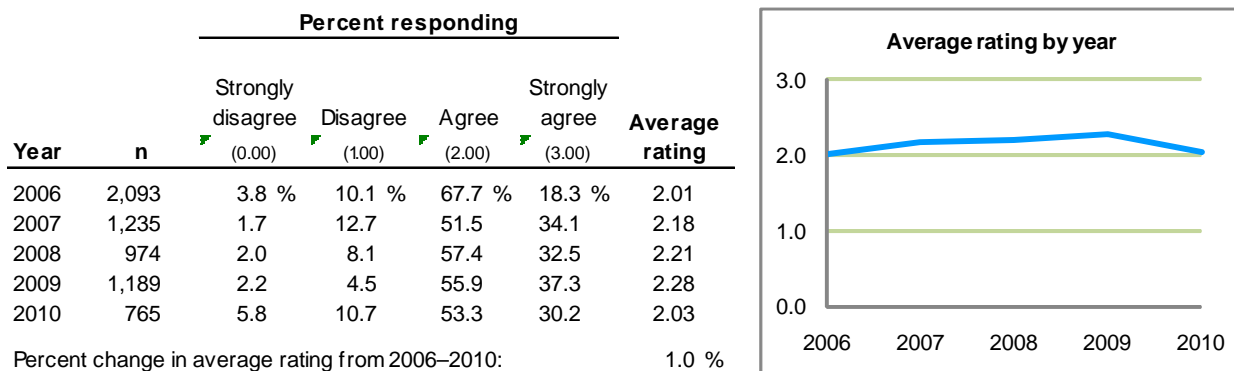 Percent responding
Strongly disagree (0.00)
Disagree (1.00)
Agree (2.00)
Strongly agree (3.00)
Average rating
Year n
2006 2,093 3.8 % 10.1 % 67.7 % 18.3 % 2.01
2007 1,235 1.7 12.7 51.5 34.1 2.18
2008 974 2.0 8.1 57.4 32.5 2.21
2009 1,189 2.2 4.5 55.9 37.3 2.28
2010 765 5.8 10.7 53.3 30.2 2.03
Percent change in average rating from 2006–2010: 1.0 %
Average rating by year
3.0
2.0
1.0
0.0
2006 2007 2008 2009 2010